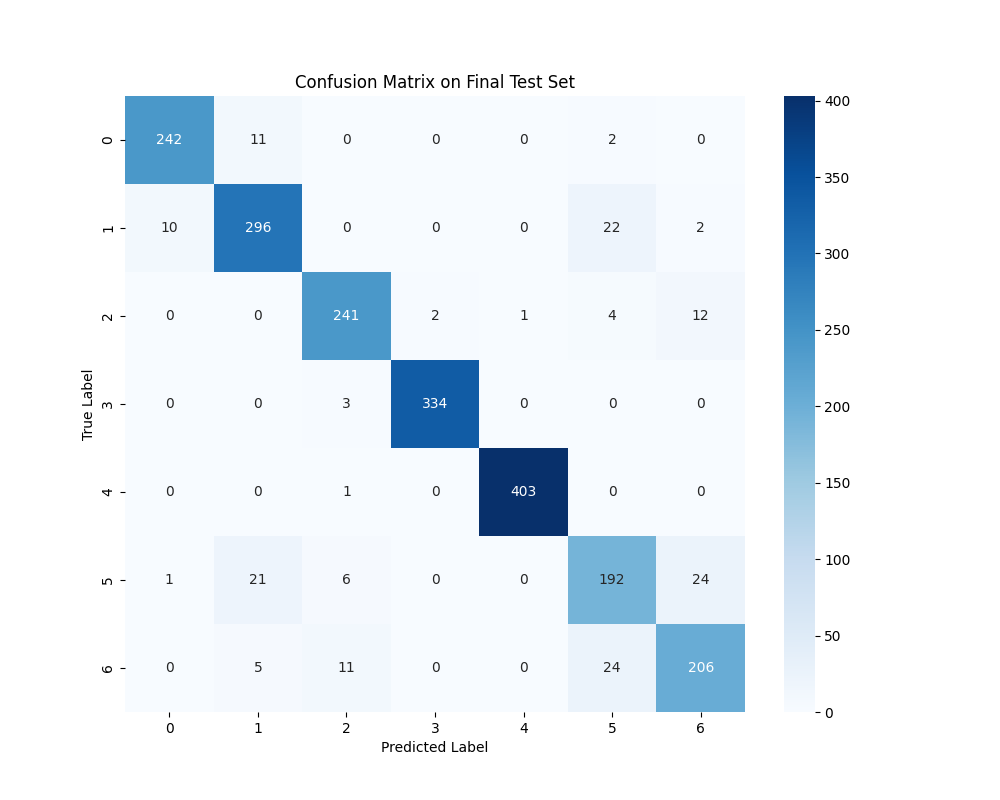 Confusion Matrix on Final Test Set
True Label
0 242 11 0 0 0 2 0
1 10 296 0 0 0 22 2
2 0 0 241 2 1 4 12
3 0 0 3 334 0 0 0
4 0 0 1 0 403 0 0
5 1 21 6 0 0 192 24
6 0 5 11 0 0 24 206
0 1 2 3 4 5 6
Predicted Label
400
350
300
250
200
150
100
50
0